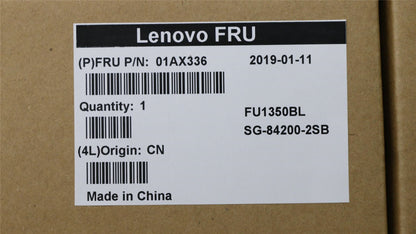 Lenovo FRU
(P)FRU P/N: 01AX336 2019-01-11
Quantity: 1
FU1350BL
SG-84200-2SB
(4L)Origin: CN
Made in China